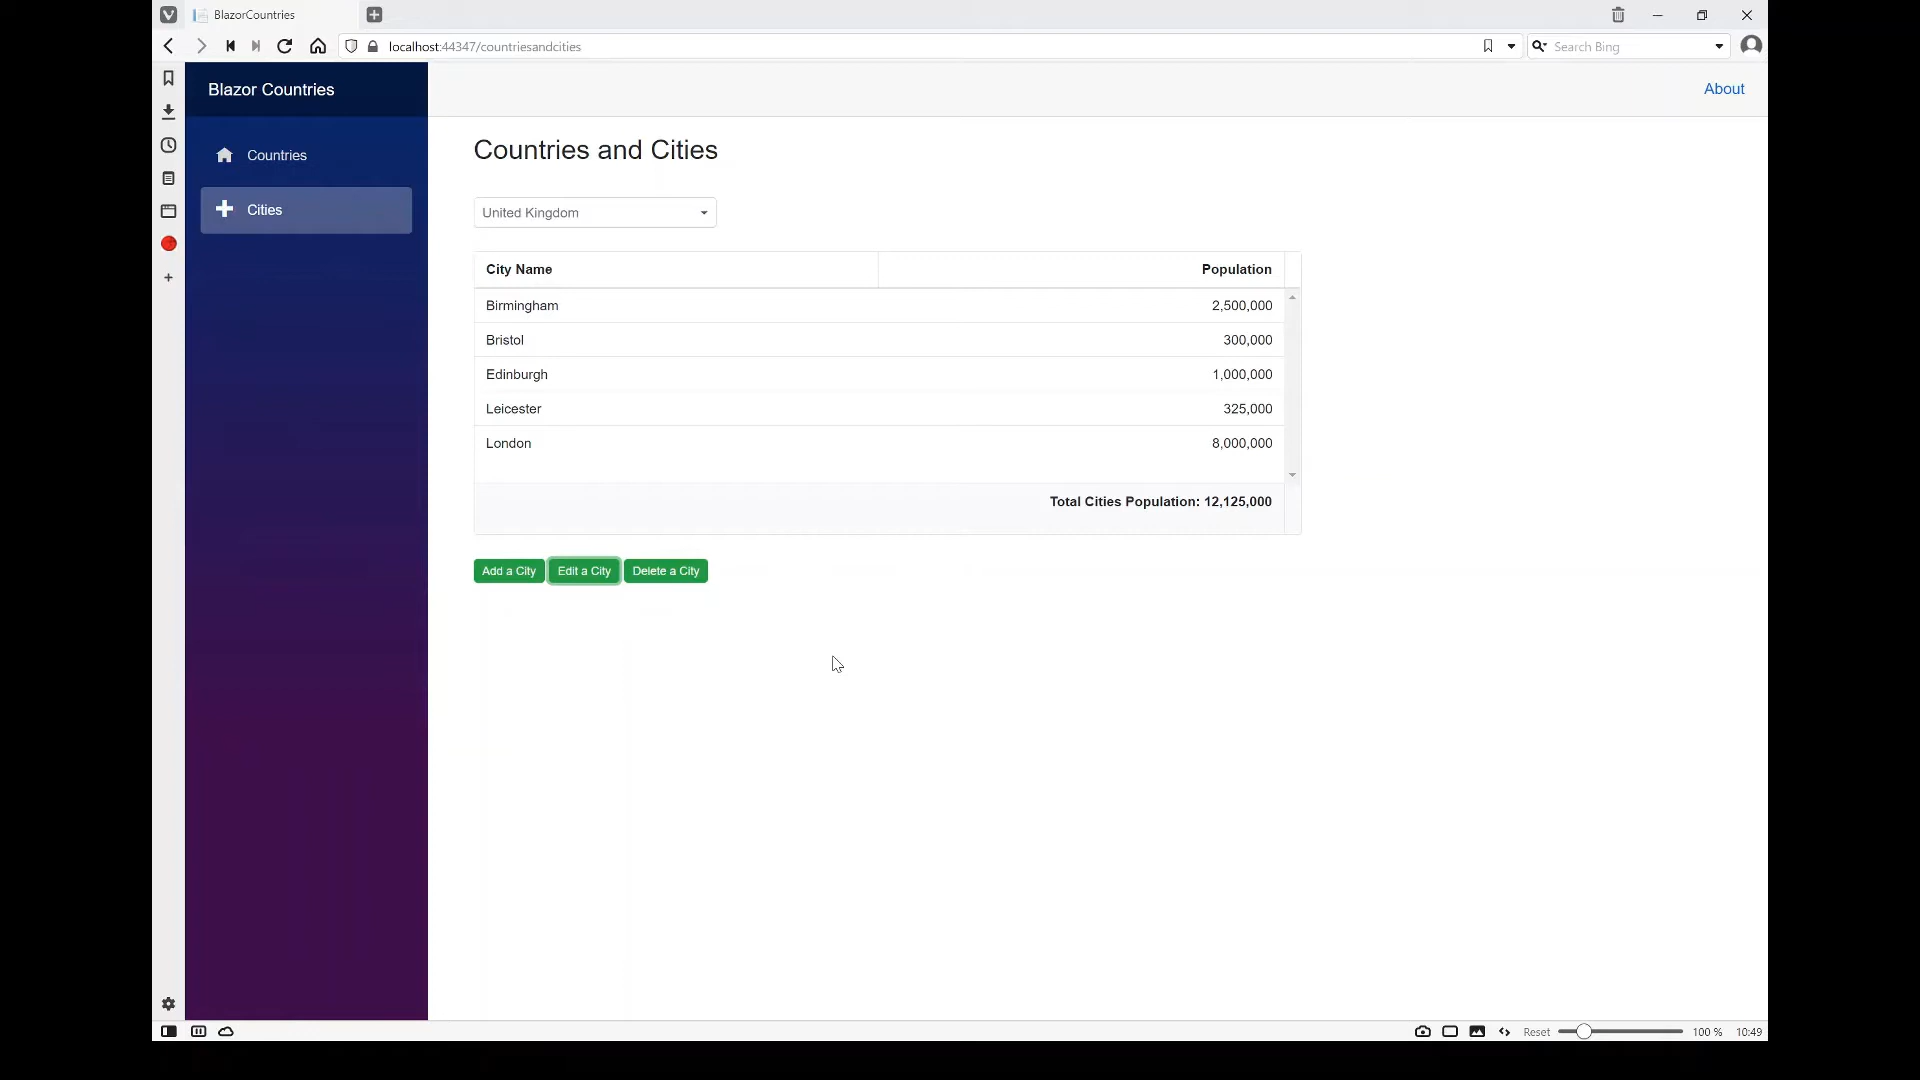 BlazorCountries
localhost:44347/countriesandcities
Search Bing
Blazor Countries
About
Countries
Cities
Countries and Cities
United Kingdom
City Name Population
Birmingham 2,500,000
Bristol 300,000
Edinburgh 1,000,000
Leicester 325,000
London 8,000,000
Total Cities Population: 12,125,000
Add a City Edit a City Delete a City
Reset 100 % 10:49